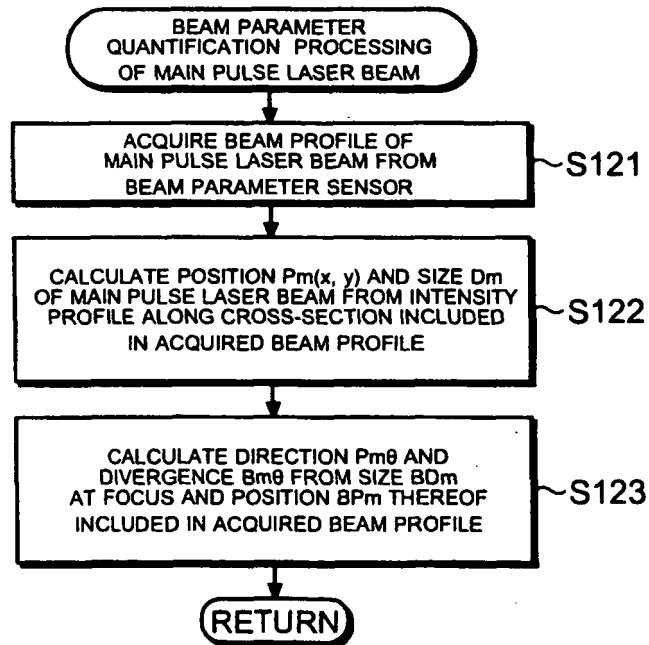 BEAM PARAMETER
QUANTIFICATION PROCESSING
OF MAIN PULSE LASER BEAM
ACQUIRE BEAM PROFILE OF
MAIN PULSE LASER BEAM FROM
BEAM PARAMETER SENSOR
S121
CALCULATE POSITION Pm(x, y) AND SIZE Dm
OF MAIN PULSE LASER BEAM FROM INTENSITY
PROFILE ALONG CROSS-SECTION INCLUDED
IN ACQUIRED BEAM PROFILE
S122
CALCULATE DIRECTION Pmθ AND
DIVERGENCE Bmθ FROM SIZE BDm
AT FOCUS AND POSITION BPm THEREOF
INCLUDED IN ACQUIRED BEAM PROFILE
S123
RETURN